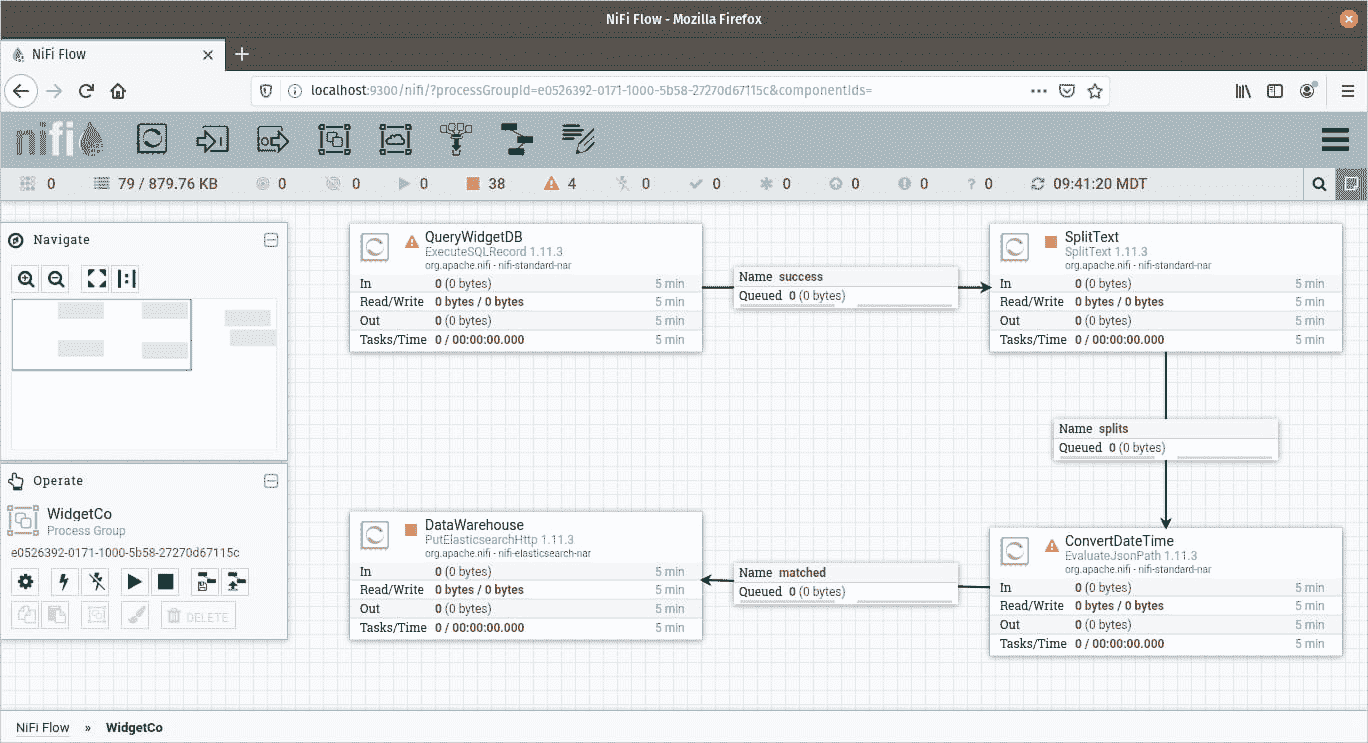 NiFi Flow - Mozilla Firefox
NiFi Flow
localhost:9300/nifi/?processGroupId=e0526392-0171-1000-5b58-27270d67115c&componentIds=
nifi
0 79 / 879.76 KB 0 0 0 38 4 0 0 0 0 0 0 09:41:20 MDT
Navigate
Operate
WidgetCo
Process Group
e0526392-0171-1000-5b58-27270d67115c
DELETE
QueryWidgetDB
ExecuteSQLRecord 1.11.3
org.apache.nifi - nifi-standard-nar
In 0 (0 bytes) 5 min
Read/Write 0 bytes / 0 bytes 5 min
Out 0 (0 bytes) 5 min
Tasks/Time 0 / 00:00:00.000 5 min
Name success
Queued 0 (0 bytes)
SplitText
SplitText 1.11.3
org.apache.nifi - nifi-standard-nar
In 0 (0 bytes) 5 min
Read/Write 0 bytes / 0 bytes 5 min
Out 0 (0 bytes) 5 min
Tasks/Time 0 / 00:00:00.000 5 min
Name splits
Queued 0 (0 bytes)
ConvertDateTime
EvaluateJsonPath 1.11.3
org.apache.nifi - nifi-standard-nar
In 0 (0 bytes) 5 min
Read/Write 0 bytes / 0 bytes 5 min
Out 0 (0 bytes) 5 min
Tasks/Time 0 / 00:00:00.000 5 min
Name matched
Queued 0 (0 bytes)
DataWarehouse
PutElasticsearchHttp 1.11.3
org.apache.nifi - nifi-elasticsearch-nar
In 0 (0 bytes) 5 min
Read/Write 0 bytes / 0 bytes 5 min
Out 0 (0 bytes) 5 min
Tasks/Time 0 / 00:00:00.000 5 min
NiFi Flow » WidgetCo